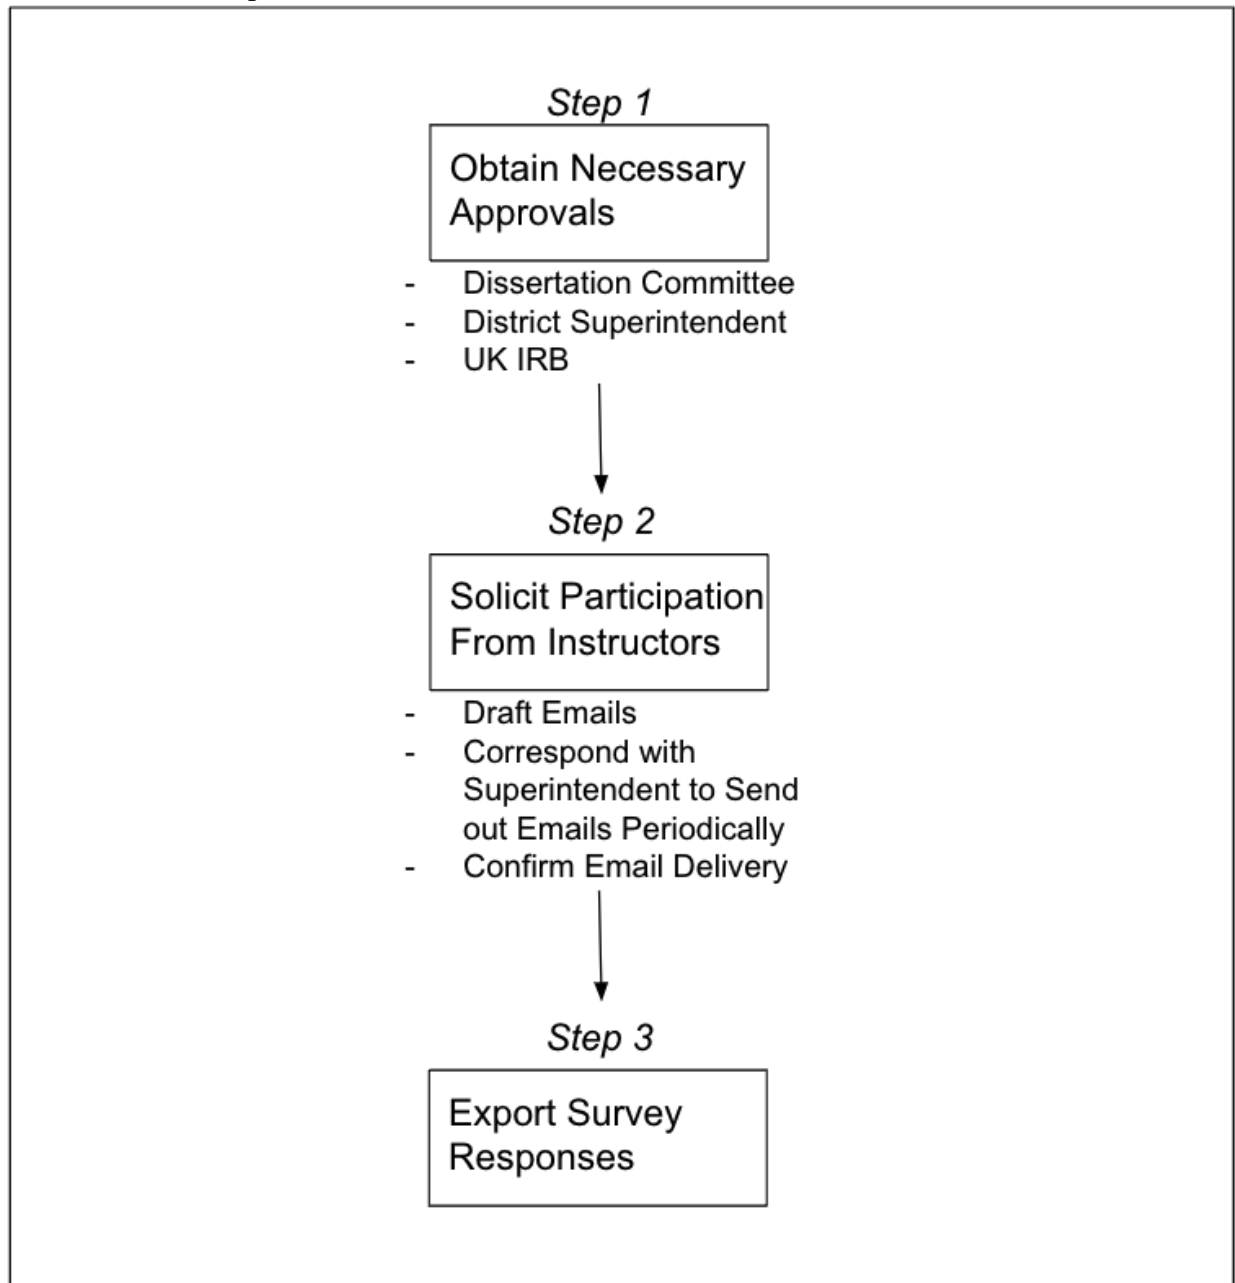 Step 1
Obtain Necessary
Approvals
- Dissertation Committee
- District Superintendent
- UK IRB
Step 2
Solicit Participation
From Instructors
- Draft Emails
- Correspond with
Superintendent to Send
out Emails Periodically
- Confirm Email Delivery
Step 3
Export Survey
Responses